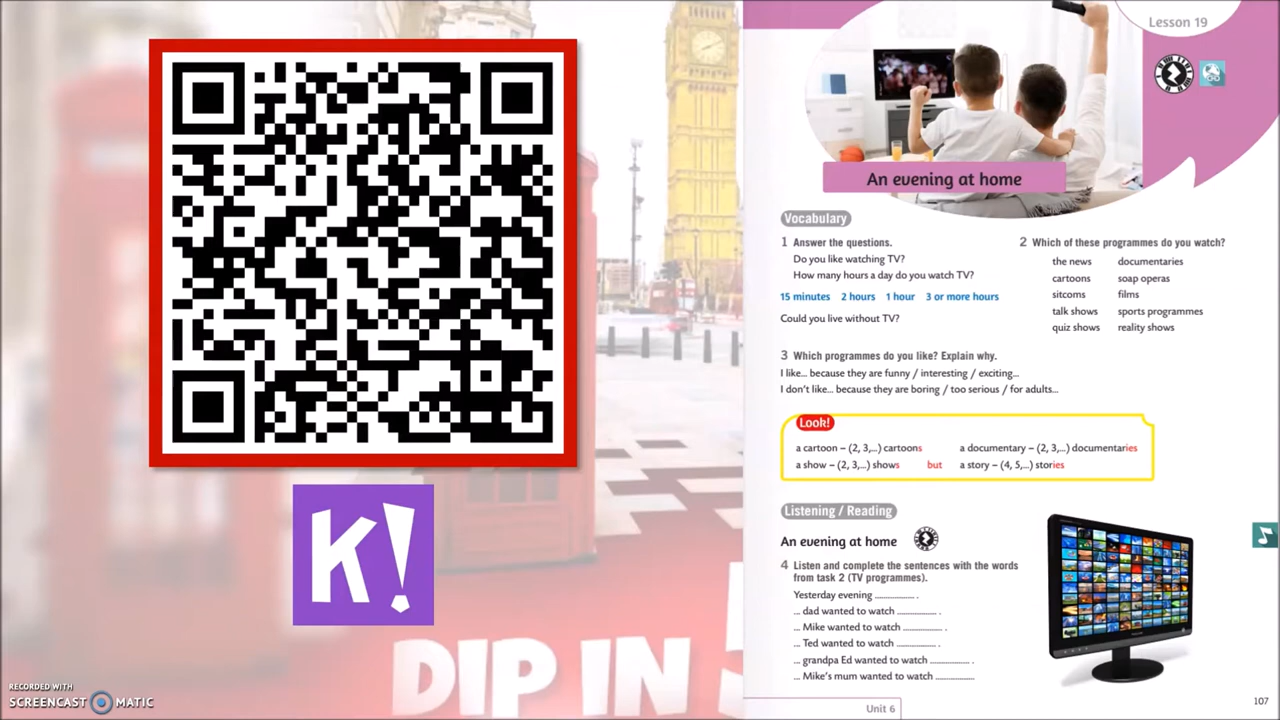 K!
DIP IN
RECORDED WITH
SCREENCAST MATIC
Lesson 19
An evening at home
Vocabulary
1 Answer the questions.
Do you like watching TV?
How many hours a day do you watch TV?
15 minutes 2 hours 1 hour 3 or more hours
Could you live without TV?
2 Which of these programmes do you watch?
the news documentaries
cartoons soap operas
sitcoms films
talk shows sports programmes
quiz shows reality shows
3 Which programmes do you like? Explain why.
I like... because they are funny / interesting / exciting...
I don't like... because they are boring / too serious / for adults...
Look!
a cartoon – (2, 3,...) cartoons a documentary – (2, 3,...) documentaries
a show – (2, 3,...) shows but a story – (4, 5,...) stories
Listening / Reading
An evening at home
4 Listen and complete the sentences with the words
from task 2 (TV programmes).
Yesterday evening .............. .
... dad wanted to watch .............. .
... Mike wanted to watch .............. .
... Ted wanted to watch .............. .
... grandpa Ed wanted to watch .............. .
... Mike's mum wanted to watch ..............
Unit 6
107